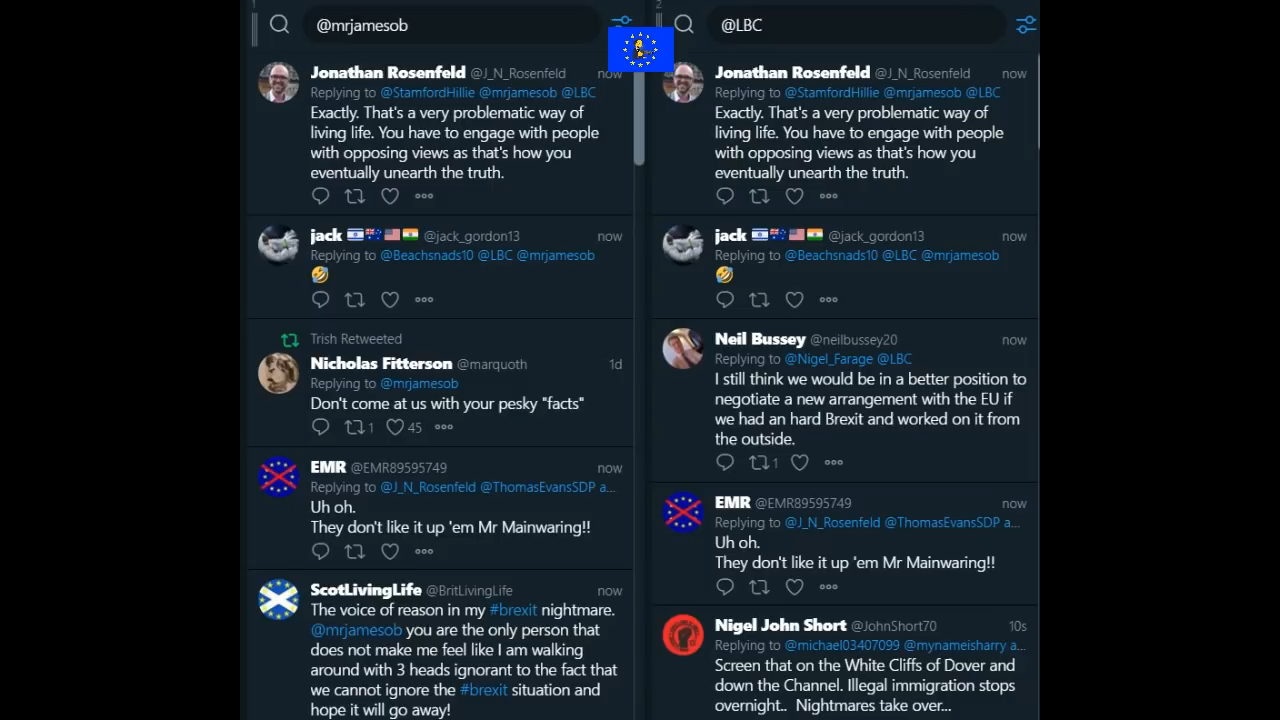 1
@mrjamesob
Jonathan Rosenfeld @J_N_Rosenfeld now
Replying to @StamfordHillie @mrjamesob @LBC
Exactly. That's a very problematic way of
living life. You have to engage with people
with opposing views as that's how you
eventually unearth the truth.
jack @jack_gordon13 now
Replying to @Beachsnads10 @LBC @mrjamesob
🤣
Trish Retweeted
Nicholas Fitterson @marquoth 1d
Replying to @mrjamesob
Don't come at us with your pesky "facts"
1 45
EMR @EMR89595749 now
Replying to @J_N_Rosenfeld @ThomasEvansSDP a...
Uh oh.
They don't like it up 'em Mr Mainwaring!!
ScotLivingLife @BritLivingLife now
The voice of reason in my #brexit nightmare.
@mrjamesob you are the only person that
does not make me feel like I am walking
around with 3 heads ignorant to the fact that
we cannot ignore the #brexit situation and
hope it will go away!
2
@LBC
Jonathan Rosenfeld @J_N_Rosenfeld now
Replying to @StamfordHillie @mrjamesob @LBC
Exactly. That's a very problematic way of
living life. You have to engage with people
with opposing views as that's how you
eventually unearth the truth.
jack @jack_gordon13 now
Replying to @Beachsnads10 @LBC @mrjamesob
🤣
Neil Bussey @neilbussey20 now
Replying to @Nigel_Farage @LBC
I still think we would be in a better position to
negotiate a new arrangement with the EU if
we had an hard Brexit and worked on it from
the outside.
1
EMR @EMR89595749 now
Replying to @J_N_Rosenfeld @ThomasEvansSDP a...
Uh oh.
They don't like it up 'em Mr Mainwaring!!
Nigel John Short @JohnShort70 10s
Replying to @michael03407099 @mynameisharry a...
Screen that on the White Cliffs of Dover and
down the Channel. Illegal immigration stops
overnight.. Nightmares take over...